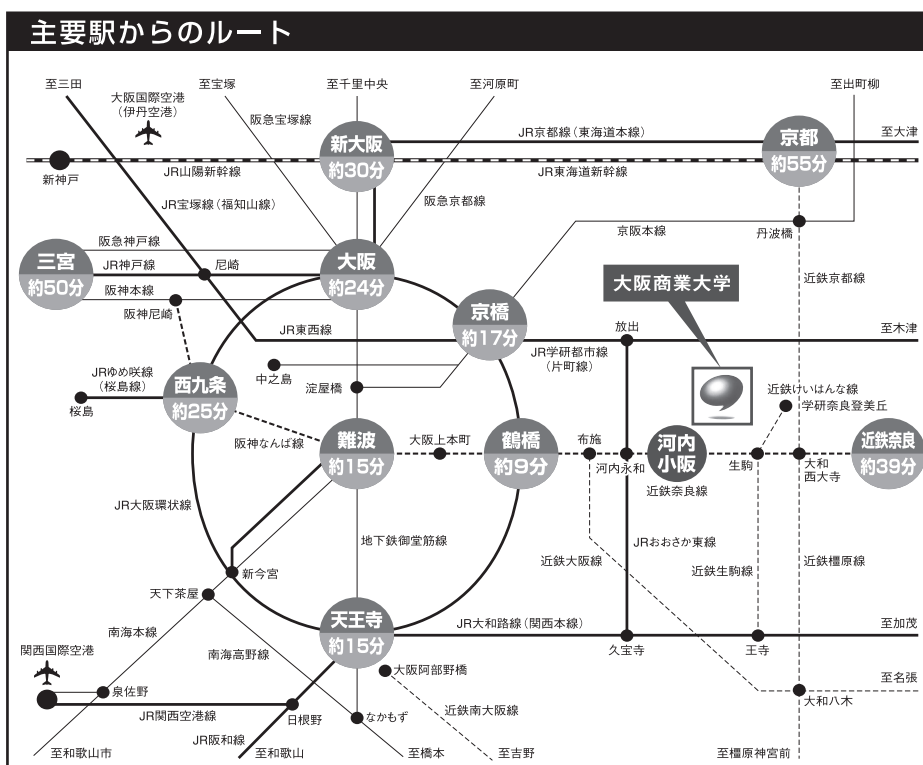 主要駅からのルート
至三田
至宝塚
至千里中央
至河原町
至出町柳
大阪国際空港
（伊丹空港）
阪急宝塚線
新大阪
約30分
JR京都線（東海道本線）
京都
約55分
至大津
新神戸
JR山陽新幹線
JR東海道新幹線
JR宝塚線（福知山線）
阪急京都線
京阪本線
丹波橋
阪急神戸線
三宮
約50分
JR神戸線
尼崎
大阪
約24分
近鉄京都線
阪神本線
阪神尼崎
京橋
約17分
大阪商業大学
JR東西線
放出
至木津
JR学研都市線
（片町線）
JRゆめ咲線
（桜島線）
桜島
西九条
約25分
中之島
淀屋橋
近鉄けいはんな線
学研奈良登美丘
阪神なんば線
難波
約15分
大阪上本町
鶴橋
約9分
布施
河内永和
河内
小阪
近鉄奈良線
生駒
大和
西大寺
近鉄奈良
約39分
JR大阪環状線
地下鉄御堂筋線
近鉄大阪線
JRおおさか東線
近鉄生駒線
近鉄橿原線
新今宮
天下茶屋
天王寺
約15分
JR大和路線（関西本線）
久宝寺
王寺
至加茂
南海本線
南海高野線
関西国際空港
泉佐野
大阪阿部野橋
至名張
JR関西空港線
日根野
なかもず
近鉄南大阪線
大和八木
JR阪和線
至和歌山市
至和歌山
至橋本
至吉野
至橿原神宮前